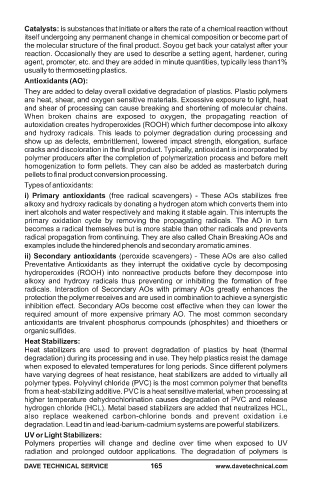 Catalysts: is substances that initiate or alters the rate of a chemical reaction without
itself undergoing any permanent change in chemical composition or become part of
the molecular structure of the final product. Soyou get back your catalyst after your
reaction. Occasionally they are used to describe a setting agent, hardener, curing
agent, promoter, etc. and they are added in minute quantities, typically less than1%
usually to thermosetting plastics.
Antioxidants (AO):
They are added to delay overall oxidative degradation of plastics. Plastic polymers
are heat, shear, and oxygen sensitive materials. Excessive exposure to light, heat
and shear of processing can cause breaking and shortening of molecular chains.
When broken chains are exposed to oxygen, the propagating reaction of
autoxidation creates hydroperoxides (ROOH) which further decompose into alkoxy
and hydroxy radicals. This leads to polymer degradation during processing and
show up as defects, embrittlement, lowered impact strength, elongation, surface
cracks and discoloration in the final product. Typically, antioxidant is incorporated by
polymer producers after the completion of polymerization process and before melt
homogenization to form pellets. They can also be added as masterbatch during
pellets to final product conversion processing.
Types of antioxidants:
i) Primary antioxidants (free radical scavengers) - These AOs stabilizes free
alkoxy and hydroxy radicals by donating a hydrogen atom which converts them into
inert alcohols and water respectively and making it stable again. This interrupts the
primary oxidation cycle by removing the propagating radicals. The AO in turn
becomes a radical themselves but is more stable than other radicals and prevents
radical propagation from continuing. They are also called Chain Breaking AOs and
examples include the hindered phenols and secondary aromatic amines.
ii) Secondary antioxidants (peroxide scavengers) - These AOs are also called
Preventative Antioxidants as they interrupt the oxidative cycle by decomposing
hydroperoxides (ROOH) into nonreactive products before they decompose into
alkoxy and hydroxy radicals thus preventing or inhibiting the formation of free
radicals. Interaction of Secondary AOs with primary AOs greatly enhances the
protection the polymer receives and are used in combination to achieve a synergistic
inhibition effect. Secondary AOs become cost effective when they can lower the
required amount of more expensive primary AO. The most common secondary
antioxidants are trivalent phosphorus compounds (phosphites) and thioethers or
organic sulfides.
Heat Stabilizers:
Heat stabilizers are used to prevent degradation of plastics by heat (thermal
degradation) during its processing and in use. They help plastics resist the damage
when exposed to elevated temperatures for long periods. Since different polymers
have varying degrees of heat resistance, heat stabilizers are added to virtually all
polymer types. Polyvinyl chloride (PVC) is the most common polymer that benefits
from a heat-stabilizing additive. PVC is a heat sensitive material, when processing at
higher temperature dehydrochlorination causes degradation of PVC and release
hydrogen chloride (HCL). Metal based stabilizers are added that neutralizes HCL,
also replace weakened carbon-chlorine bonds and prevent oxidation i.e
degradation. Lead tin and lead-barium-cadmium systems are powerful stabilizers.
UV or Light Stabilizers:
Polymers properties will change and decline over time when exposed to UV
radiation and prolonged outdoor applications. The degradation of polymers is
DAVE TECHNICAL SERVICE 165 www.davetechnical.com